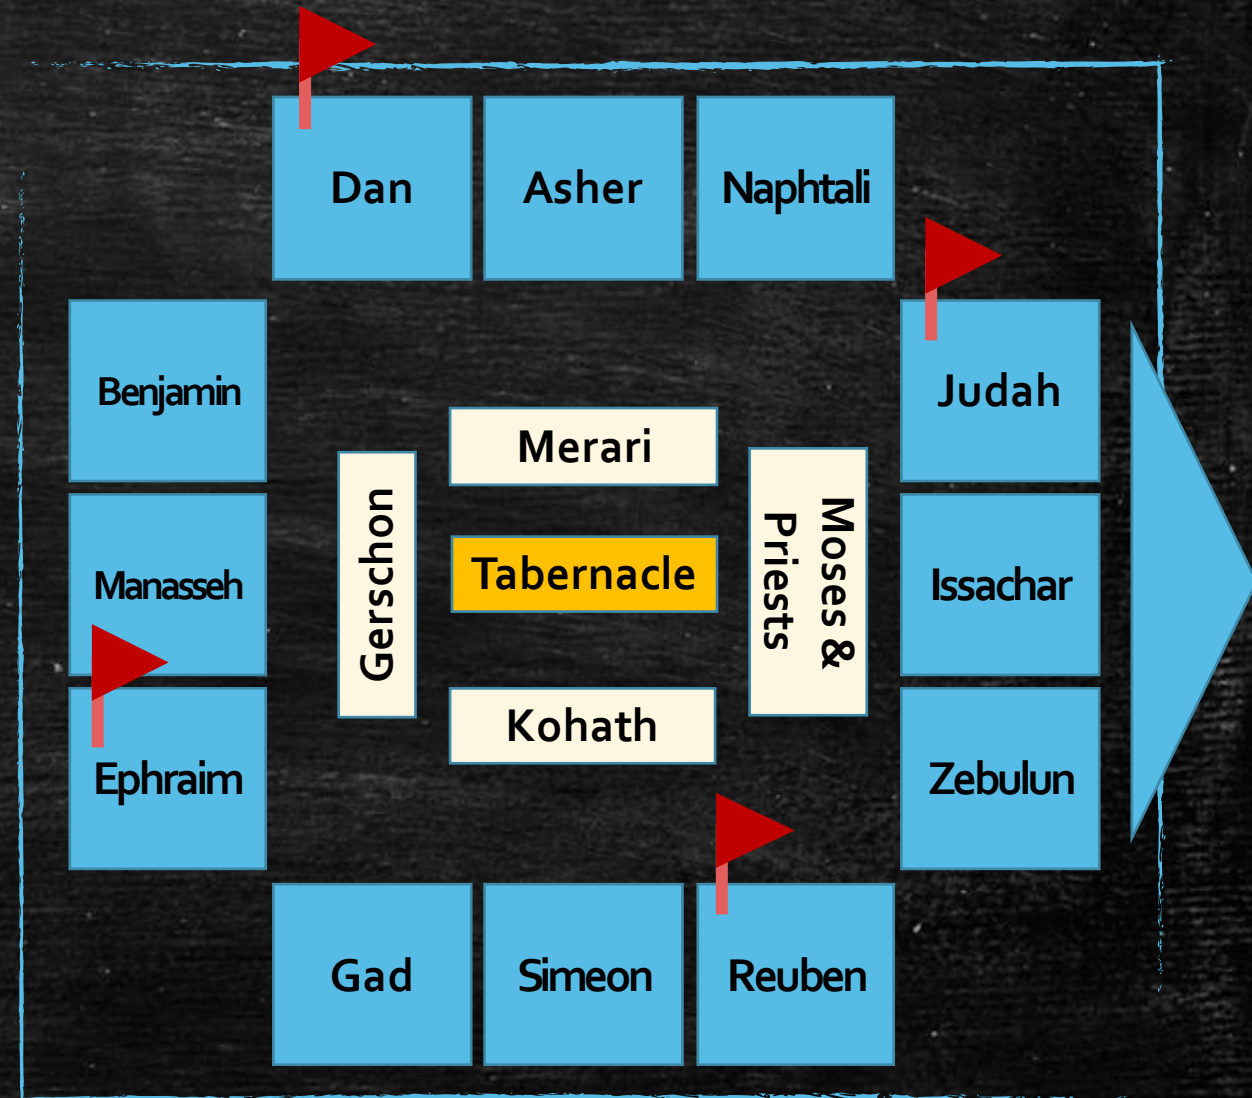 Dan
Asher
Naphtali
Benjamin
Judah
Merari
Gerschon
Moses &
Priests
Manasseh
Tabernacle
Issachar
Kohath
Ephraim
Zebulun
Gad
Simeon
Reuben